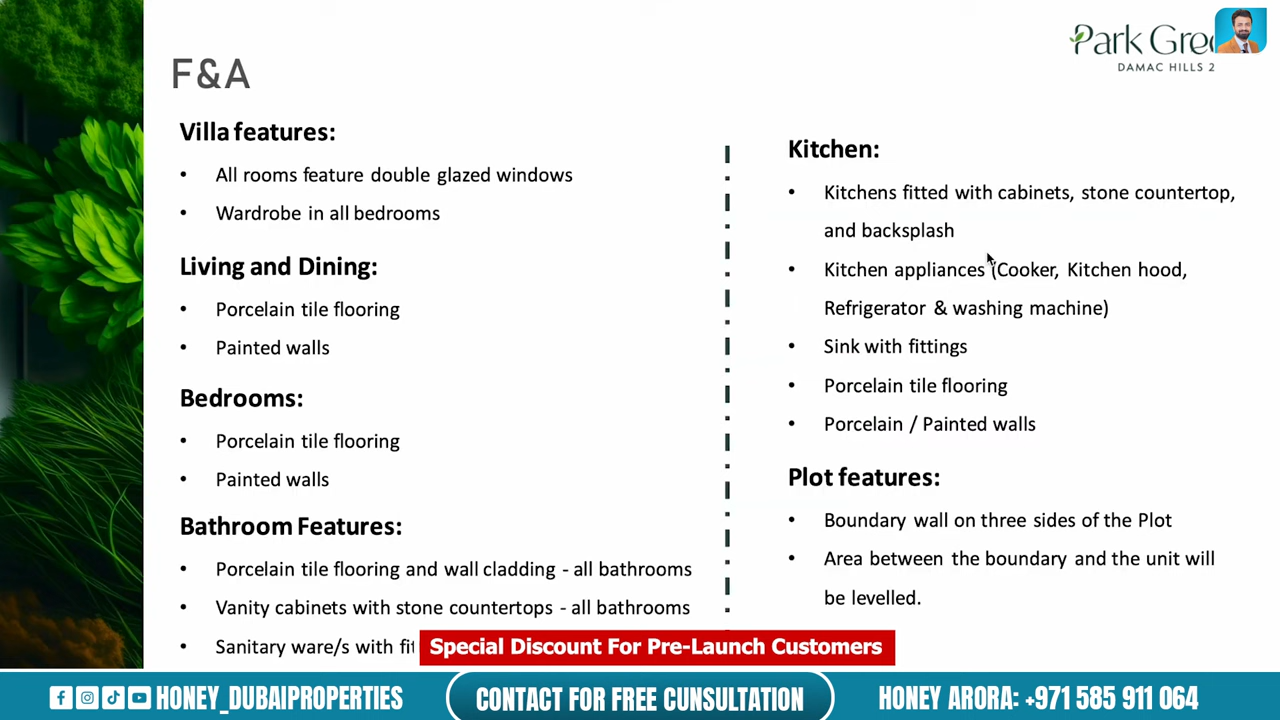 Park Gre
DAMAC HILLS 2
F&A
Villa features:
• All rooms feature double glazed windows
• Wardrobe in all bedrooms
Living and Dining:
• Porcelain tile flooring
• Painted walls
Bedrooms:
• Porcelain tile flooring
• Painted walls
Bathroom Features:
• Porcelain tile flooring and wall cladding - all bathrooms
• Vanity cabinets with stone countertops - all bathrooms
• Sanitary ware/s with
Kitchen:
• Kitchens fitted with cabinets, stone countertop,
and backsplash
• Kitchen appliances (Cooker, Kitchen hood,
Refrigerator & washing machine)
• Sink with fittings
• Porcelain tile flooring
• Porcelain / Painted walls
Plot features:
• Boundary wall on three sides of the Plot
• Area between the boundary and the unit will
be levelled.
Special Discount For Pre-Launch Customers
HONEY_DUBAIPROPERTIES
CONTACT FOR FREE CUNSULTATION
HONEY ARORA: +971 585 911 064